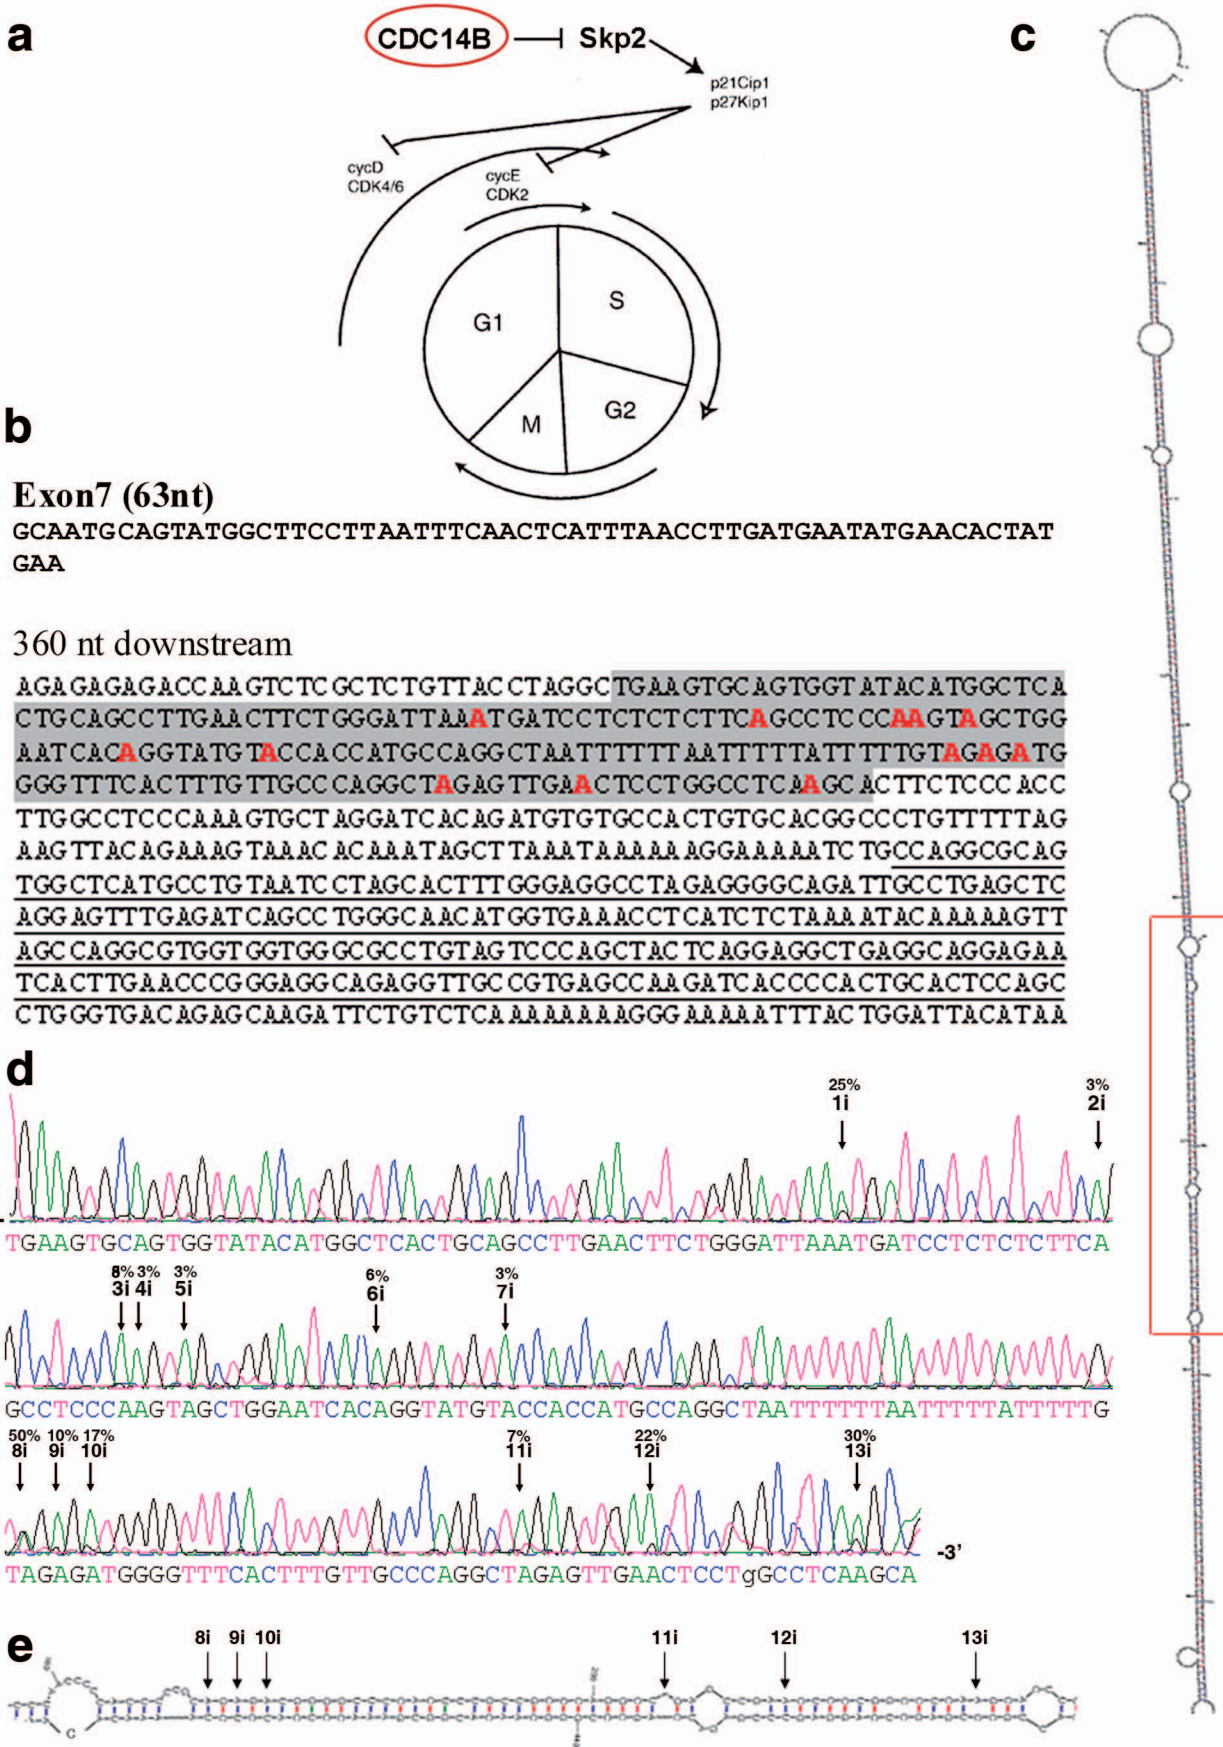 a
CDC14B
Skp2
p21Cip1
p27Kip1
cycD
CDK4/6
cycE
CDK2
G1
S
M
G2
c
b
Exon7 (63nt)
GCAATGCAGTATGGCTTCCTTAATTTCAACTCATTTAACCTTGATGAATATGAACACTAT
GAA
360 nt downstream
AGAGAGAGACCAAGTCTCGCTCTGTTACCTAGGCTGAAGTGCAGTGGTATACATGGCTCA
CTGCAGCCTTGAACTTCTGGGATTAAATGATCCTCTCTCTTCAGCCTCCCAAGTAGCTGG
AATCACAGGTATGTACCACCATGCCAGGCTAATTTTTTAATTTTTATTTTTGTAGAGATG
GGGTTTCACTTTGTTGCCCAGGCTAGAGTTGAACTCCTGGCCTCAAGCACTTCTCCCACC
TTGGCCTCCCAAAGTGCTAGGATCACAGATGTGTGCCACTGTGCACGGCCCTGTTTTTAG
AAGTTACAGAAAGTAAACACAAATAGCTTAAATAAAAAAGGAAAAATCTGCCAGGCGCAG
TGGCTCATGCCTGTAATCCTAGCACTTTGGGAGGCCTAGAGGGGCAGATTGCCTGAGCTC
AGGAGTTTGAGATCAGCCTGGGCAACATGGTGAAACCTCATCTCTAAAATACAAAAAGTT
AGCCAGGCGTGGTGGTGGGCGCCTGTAGTCCCAGCTACTCAGGAGGCTGAGGCAGGAGAA
TCACTTGAACCCGGGAGGCAGAGGTTGCCGTGAGCCAAGATCACCCCACTGCACTCCAGC
CTGGGTGACAGAGCAAGATTCTGTCTCAAAAAAAAGGGAAAAATTTACTGGATTACATAA
d
25%
1i
3%
2i
TGAAGTGCAGTGGTATACATGGCTCACTGCAGCCTTGAACTTCTGGGATTAAATGATCCTCTCTCTTCA
8% 3% 3% 6% 3%
3i 4i 5i 6i 7i
GCCTCCCAAGTAGCTGGAATCACAGGTATGTACCACCATGCCAGGCTAATTTTTTAATTTTTATTTTTG
50% 10% 17% 7% 22% 30%
8i 9i 10i 11i 12i 13i
-3'
TAGAGATGGGGTTTCACTTTGTTGCCCAGGCTAGAGTTGAACTCCTgGCCTCAAGCA
e
8i 9i 10i 11i 12i 13i